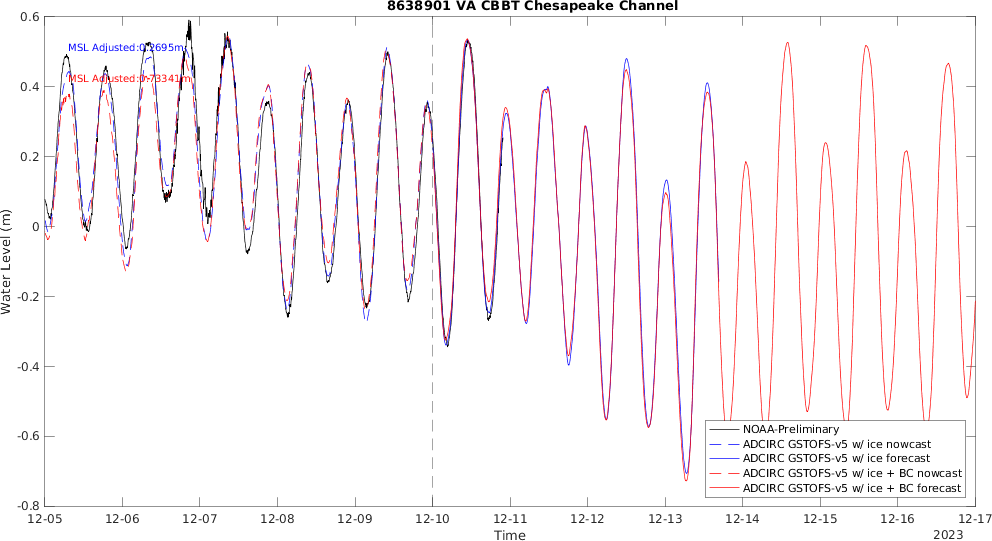 8638901 VA CBBT Chesapeake Channel
0.6
0.4
0.2
0
-0.2
-0.4
-0.6
-0.8
Water Level (m)
MSL Adjusted:0.2695m
MSL Adjusted:0.73341m
NOAA-Preliminary
ADCIRC GSTOFS-v5 w/ ice nowcast
ADCIRC GSTOFS-v5 w/ ice forecast
ADCIRC GSTOFS-v5 w/ ice + BC nowcast
ADCIRC GSTOFS-v5 w/ ice + BC forecast
12-05 12-06 12-07 12-08 12-09 12-10 12-11 12-12 12-13 12-14 12-15 12-16 12-17
Time
2023